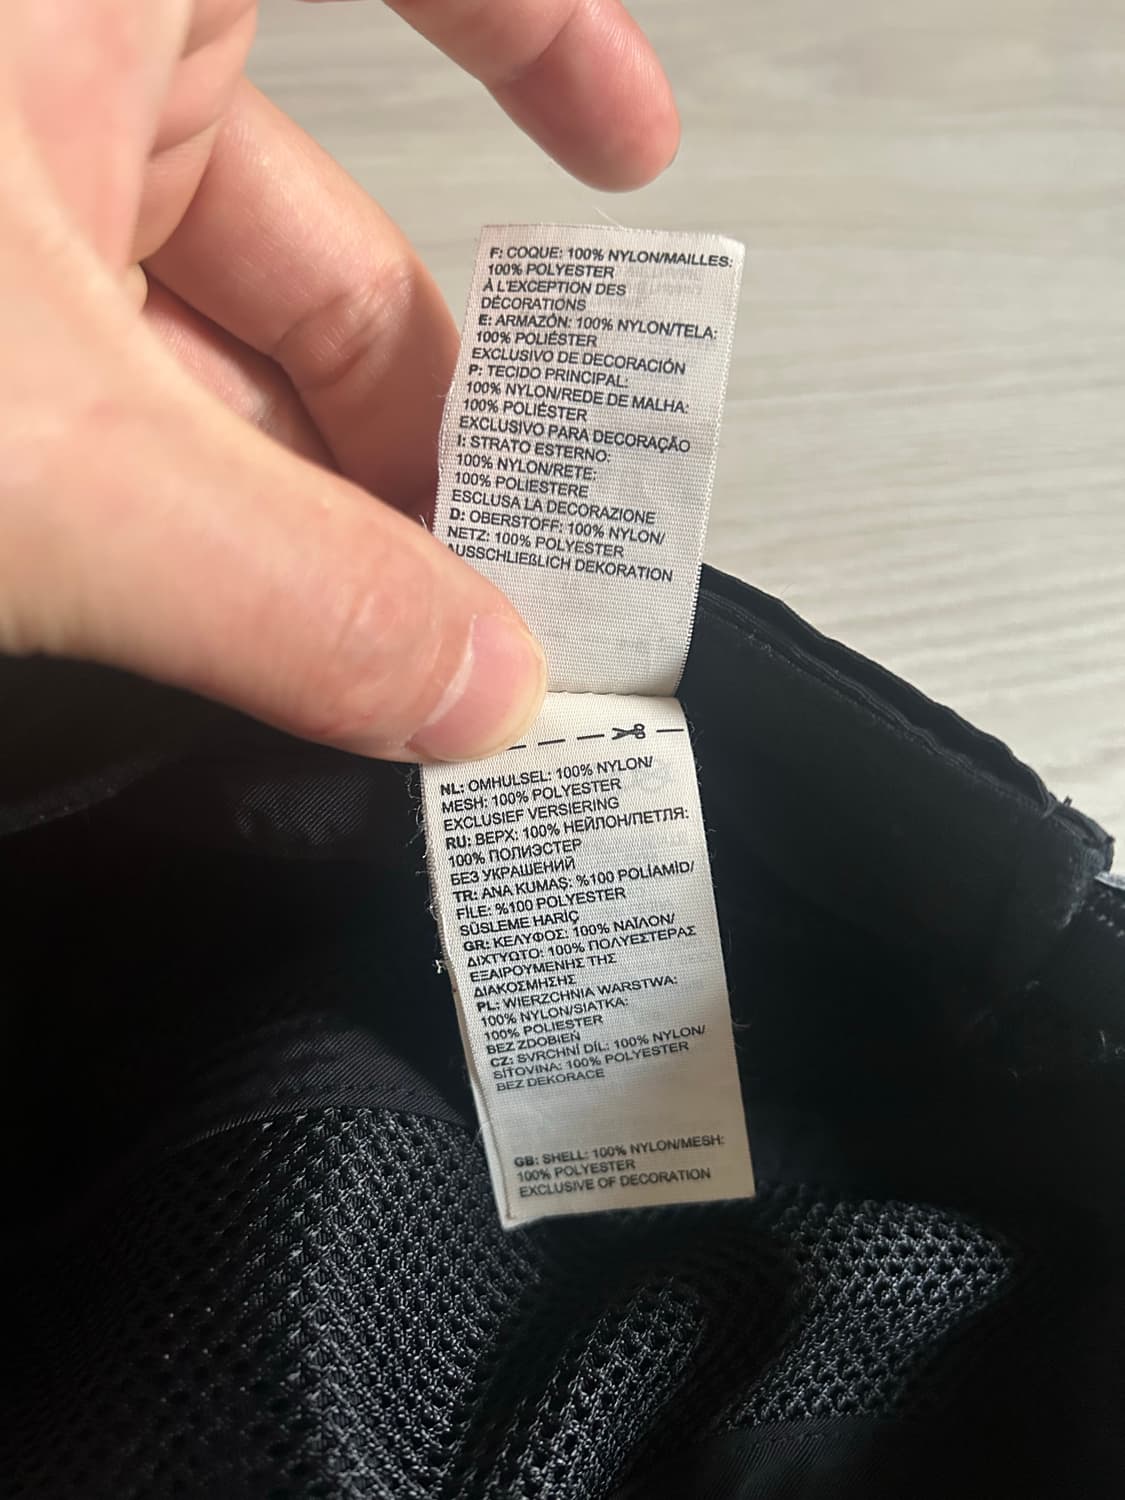 F: COQUE: 100% NYLON/MAILLES:
100% POLYESTER
À L'EXCEPTION DES
DÉCORATIONS
E: ARMAZÓN: 100% NYLON/TELA:
100% POLIÉSTER
EXCLUSIVO DE DECORACIÓN
P: TECIDO PRINCIPAL:
100% NYLON/REDE DE MALHA:
100% POLIÉSTER
EXCLUSIVO PARA DECORAÇÃO
I: STRATO ESTERNO:
100% NYLON/RETE:
100% POLIESTERE
ESCLUSA LA DECORAZIONE
D: OBERSTOFF: 100% NYLON/
NETZ: 100% POLYESTER
AUSSCHLIEßLICH DEKORATION
NL: OMHULSEL: 100% NYLON/
MESH: 100% POLYESTER
EXCLUSIEF VERSIERING
RU: ВЕРХ: 100% НЕЙЛОН/ПЕТЛЯ:
100% ПОЛИЭСТЕР
БЕЗ УКРАШЕНИЙ
TR: ANA KUMAŞ: %100 POLİAMİD/
FİLE: %100 POLYESTER
SÜSLEME HARİÇ
GR: ΚΕΛΥΦΟΣ: 100% ΝΑΪΛΟΝ/
ΔΙΧΤΥΩΤΟ: 100% ΠΟΛΥΕΣΤΕΡΑΣ
ΕΞΑΙΡΟΥΜΕΝΗΣ ΤΗΣ
ΔΙΑΚΟΣΜΗΣΗΣ
PL: WIERZCHNIA WARSTWA:
100% NYLON/SIATKA:
100% POLIESTER
BEZ ZDOBIEŃ
CZ: SVRCHNÍ DÍL: 100% NYLON/
SÍŤOVINA: 100% POLYESTER
BEZ DEKORACE
GB: SHELL: 100% NYLON/MESH:
100% POLYESTER
EXCLUSIVE OF DECORATION